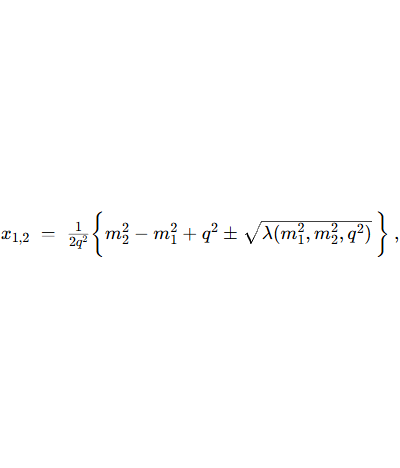 x_{1,2} = \frac{1}{2q^2} \left\{ m_2^2 - m_1^2 + q^2 \pm \sqrt{\lambda(m_1^2, m_2^2, q^2)} \right\} ,